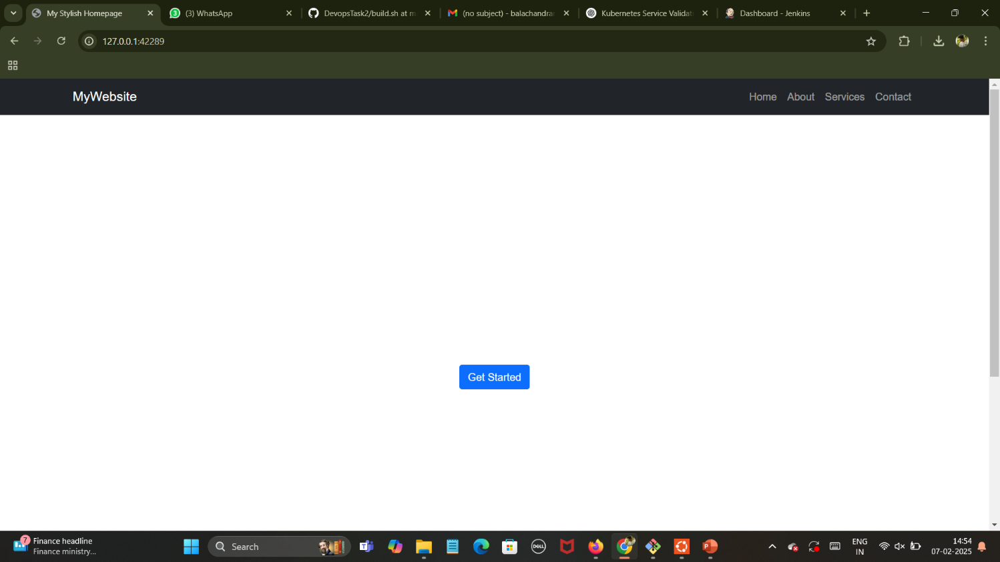 My Stylish Homepage
(3) WhatsApp
DevopsTask2/build.sh at m
(no subject) - balachandrar
Kubernetes Service Validat
Dashboard - Jenkins
127.0.0.1:42289
MyWebsite
Home About Services Contact
Get Started
7
Finance headline
Finance ministry...
Search
DELL
ENG
IN
14:54
07-02-2025